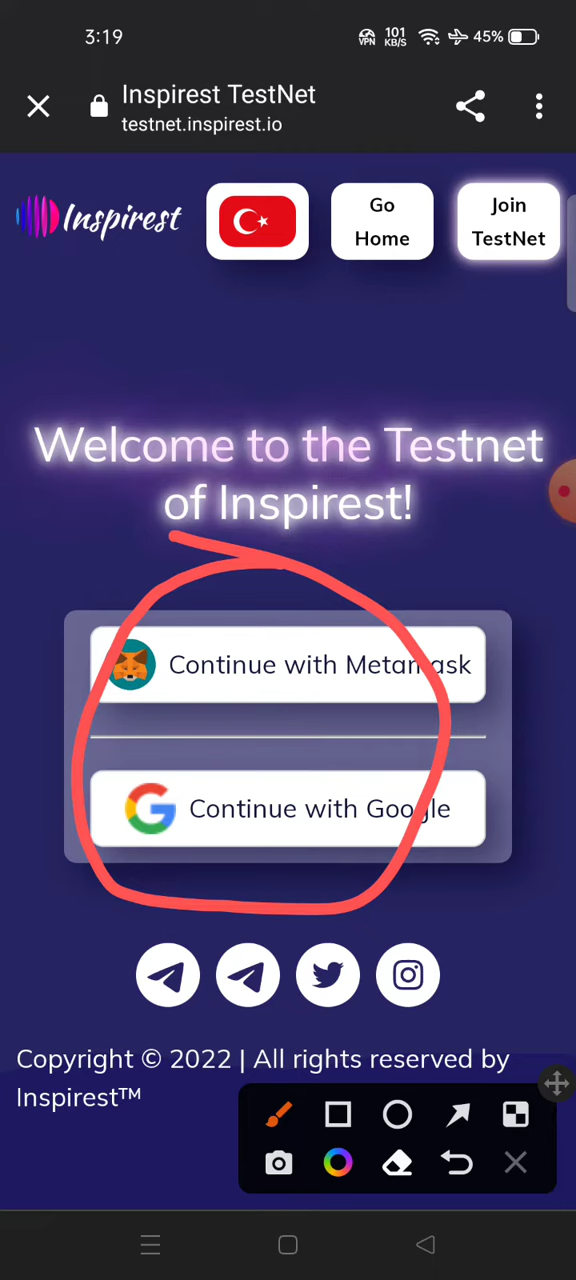 3:19
VPN
101
KB/S
45%
Inspirest TestNet
testnet.inspirest.io
Inspirest
Go
Home
Join
TestNet
Welcome to the Testnet
of Inspirest!
Continue with Metamask
Continue with Google
Copyright © 2022 | All rights reserved by
Inspirest™